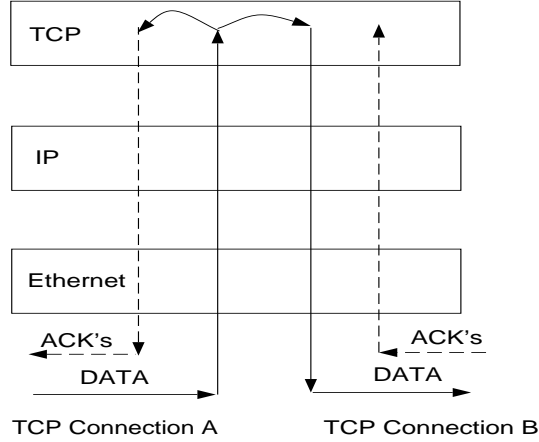 TCP
IP
Ethernet
ACK's
ACK's
DATA
DATA
TCP Connection A
TCP Connection B